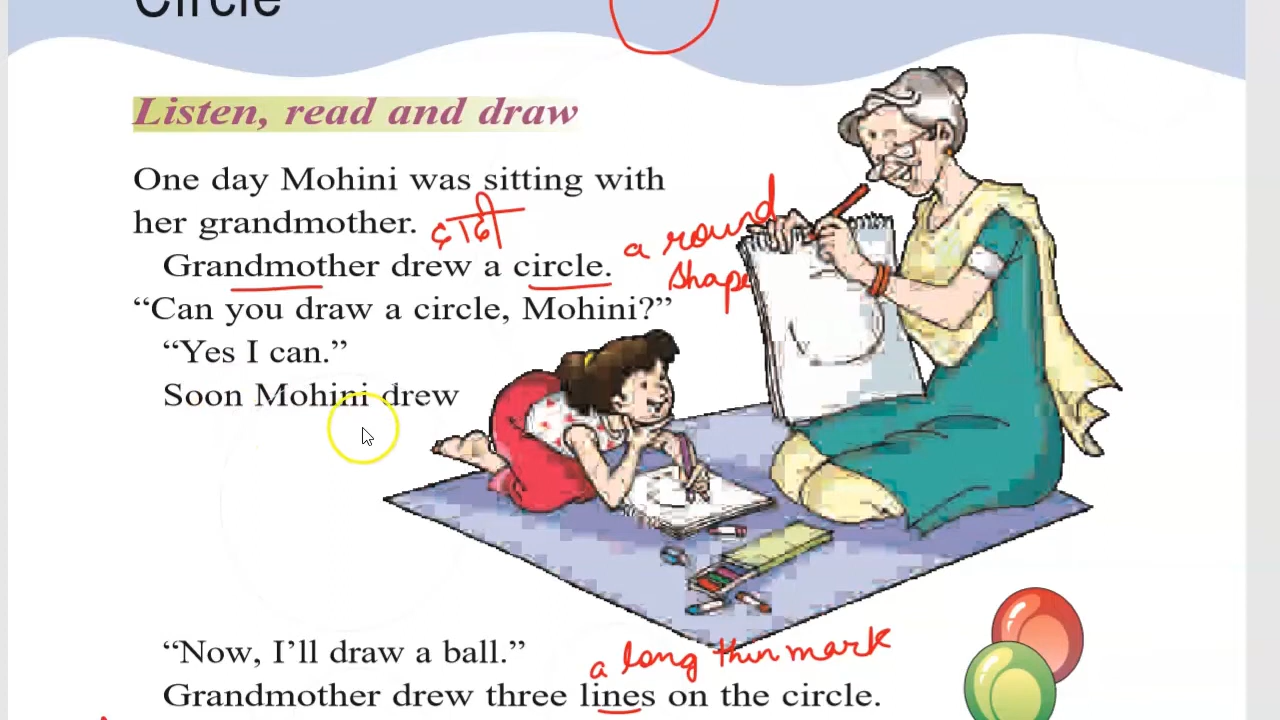 Circle
Listen, read and draw
One day Mohini was sitting with
her grandmother.
दादी
Grandmother drew a circle.
a round
shape
“Can you draw a circle, Mohini?”
“Yes I can.”
Soon Mohini drew
“Now, I’ll draw a ball.”
a long thin mark
Grandmother drew three lines on the circle.